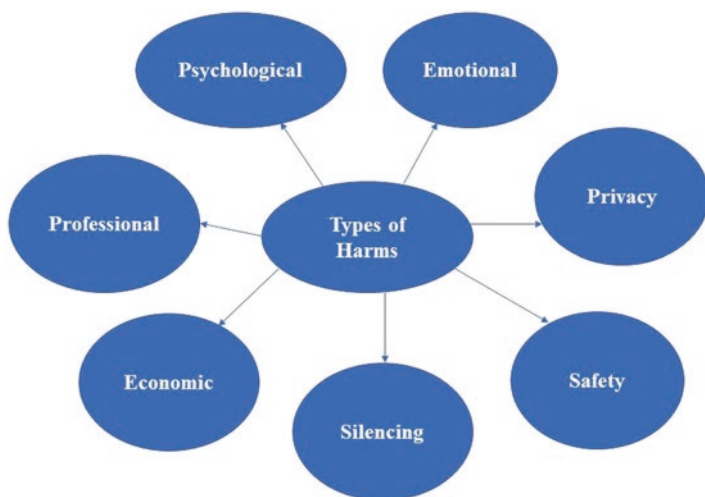 Psychological
Emotional
Privacy
Professional
Types of
Harms
Economic
Safety
Silencing